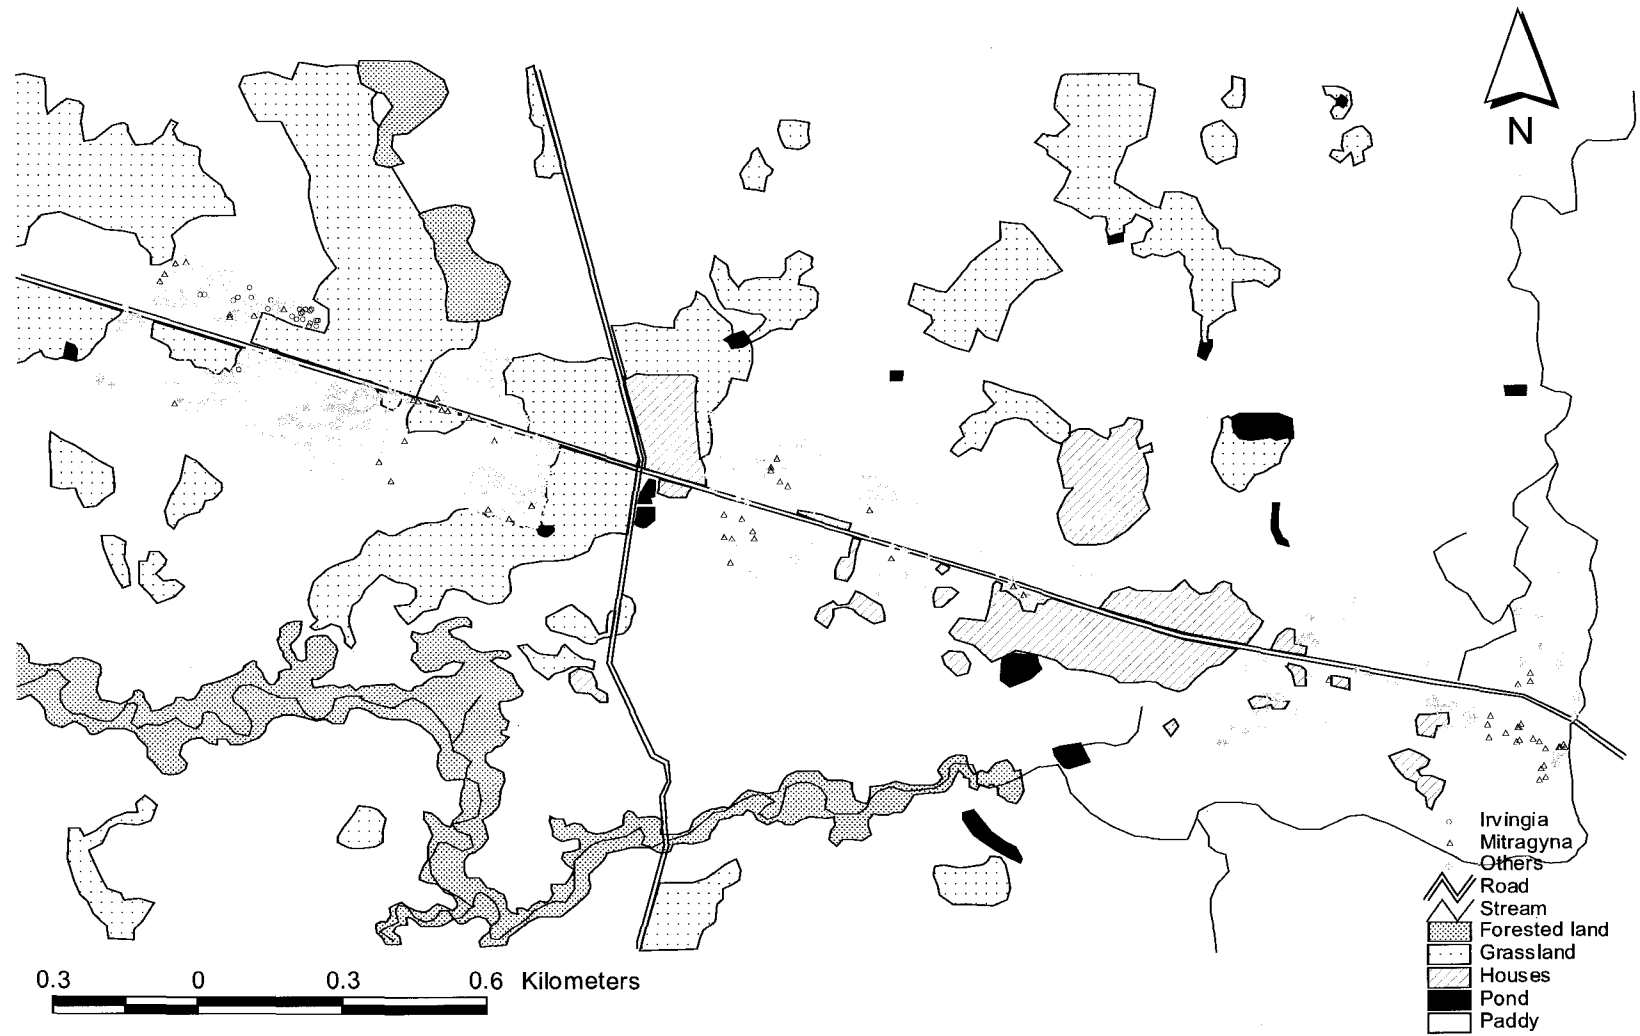 N
Irvingia
Mitragyna
Others
Road
Stream
Forested land
Grassland
Houses
Pond
Paddy
0.3 0 0.3 0.6 Kilometers